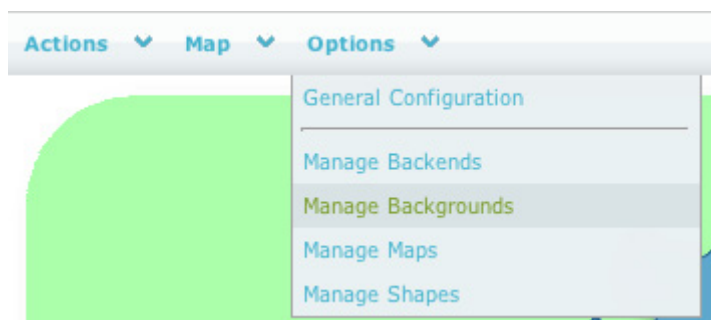 Actions Map Options
General Configuration
Manage Backends
Manage Backgrounds
Manage Maps
Manage Shapes